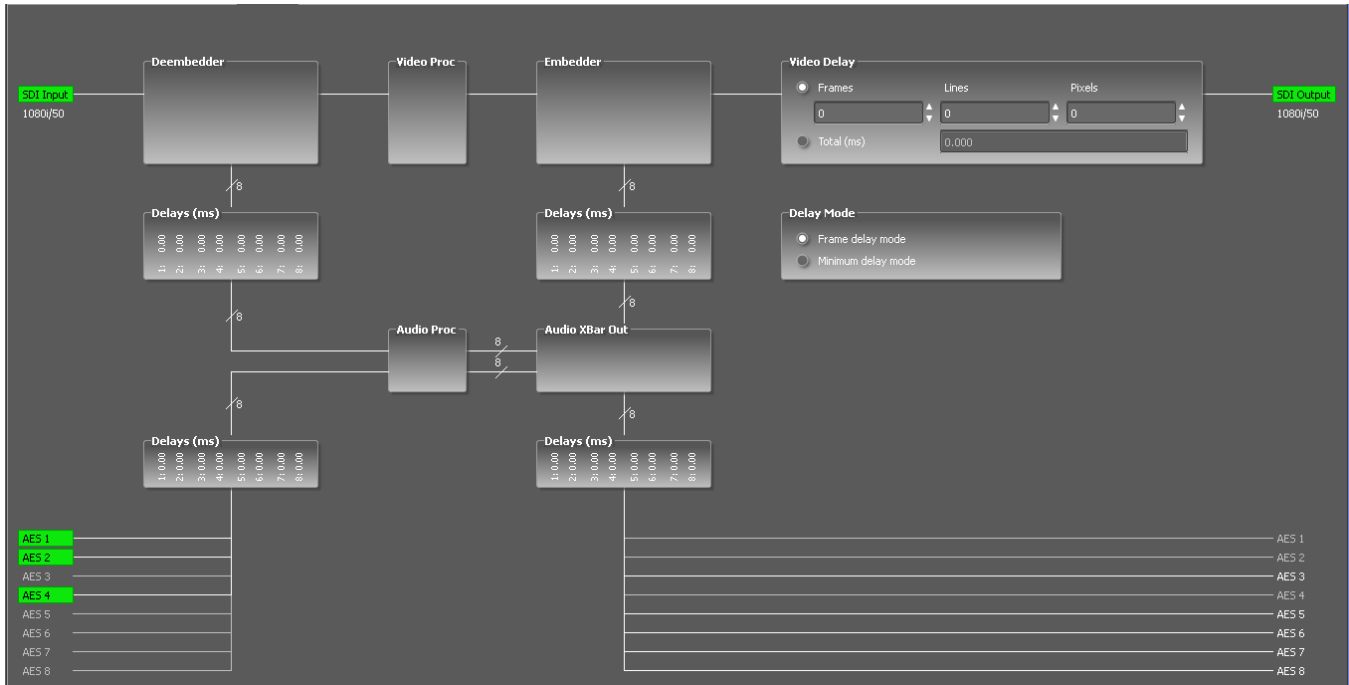 Deembedder
Video Proc
Embedder
Video Delay
SDI Input
1080i/50
Frames
Lines
Pixels
0
0
0
Total (ms)
0.000
SDI Output
1080i/50
8
8
Delays (ms)
1: 0.00
2: 0.00
3: 0.00
4: 0.00
5: 0.00
6: 0.00
7: 0.00
8: 0.00
Delays (ms)
1: 0.00
2: 0.00
3: 0.00
4: 0.00
5: 0.00
6: 0.00
7: 0.00
8: 0.00
Delay Mode
Frame delay mode
Minimum delay mode
8
8
Audio Proc
8
8
Audio XBar Out
8
8
Delays (ms)
1: 0.00
2: 0.00
3: 0.00
4: 0.00
5: 0.00
6: 0.00
7: 0.00
8: 0.00
Delays (ms)
1: 0.00
2: 0.00
3: 0.00
4: 0.00
5: 0.00
6: 0.00
7: 0.00
8: 0.00
AES 1
AES 2
AES 3
AES 4
AES 5
AES 6
AES 7
AES 8
AES 1
AES 2
AES 3
AES 4
AES 5
AES 6
AES 7
AES 8